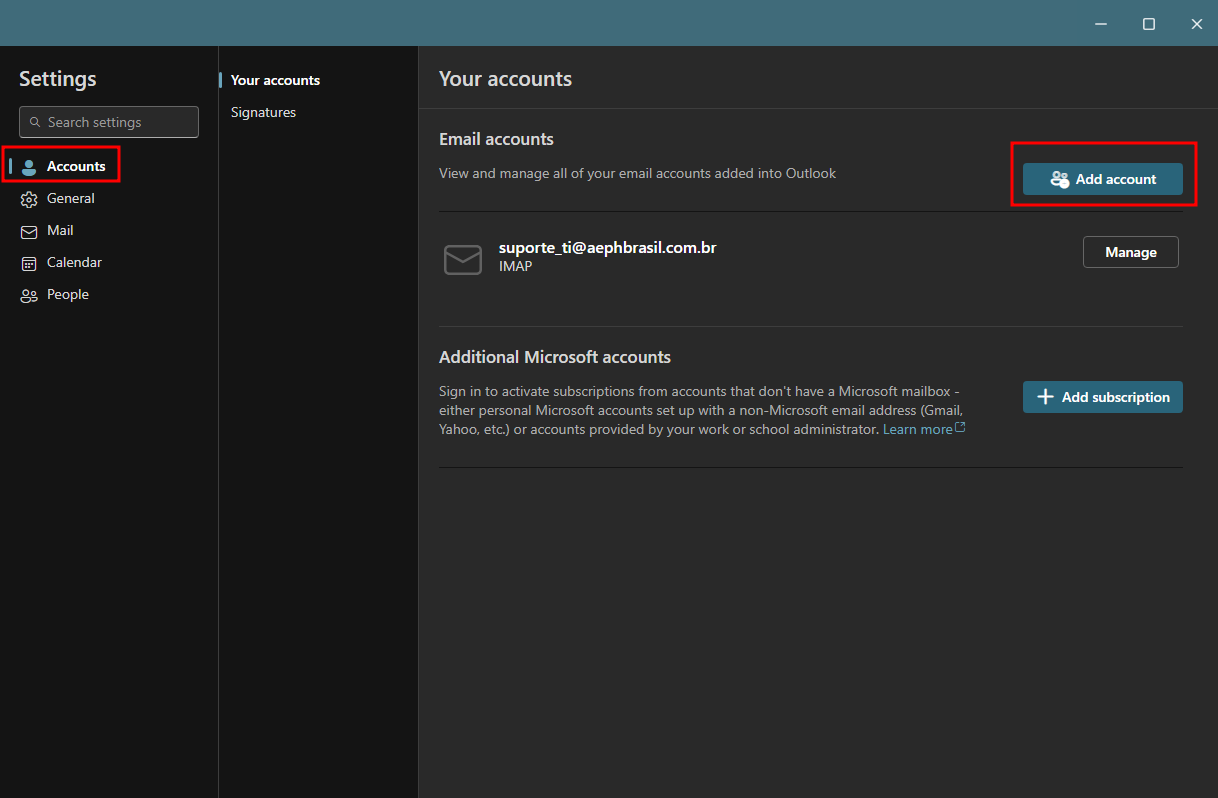 Settings
Search settings
Accounts
General
Mail
Calendar
People
Your accounts
Signatures
Your accounts
Email accounts
View and manage all of your email accounts added into Outlook
Add account
suporte_ti@aephbrasil.com.br
IMAP
Manage
Additional Microsoft accounts
Sign in to activate subscriptions from accounts that don't have a Microsoft mailbox -
either personal Microsoft accounts set up with a non-Microsoft email address (Gmail,
Yahoo, etc.) or accounts provided by your work or school administrator. Learn more
Add subscription